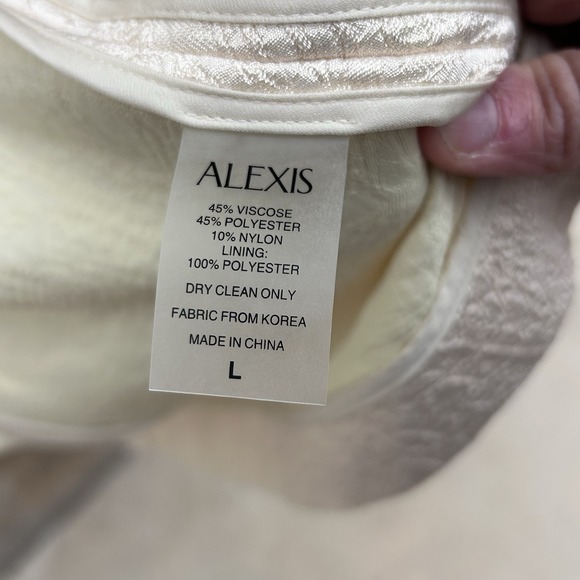 ALEXIS
45% VISCOSE
45% POLYESTER
10% NYLON
LINING:
100% POLYESTER
DRY CLEAN ONLY
FABRIC FROM KOREA
MADE IN CHINA
L